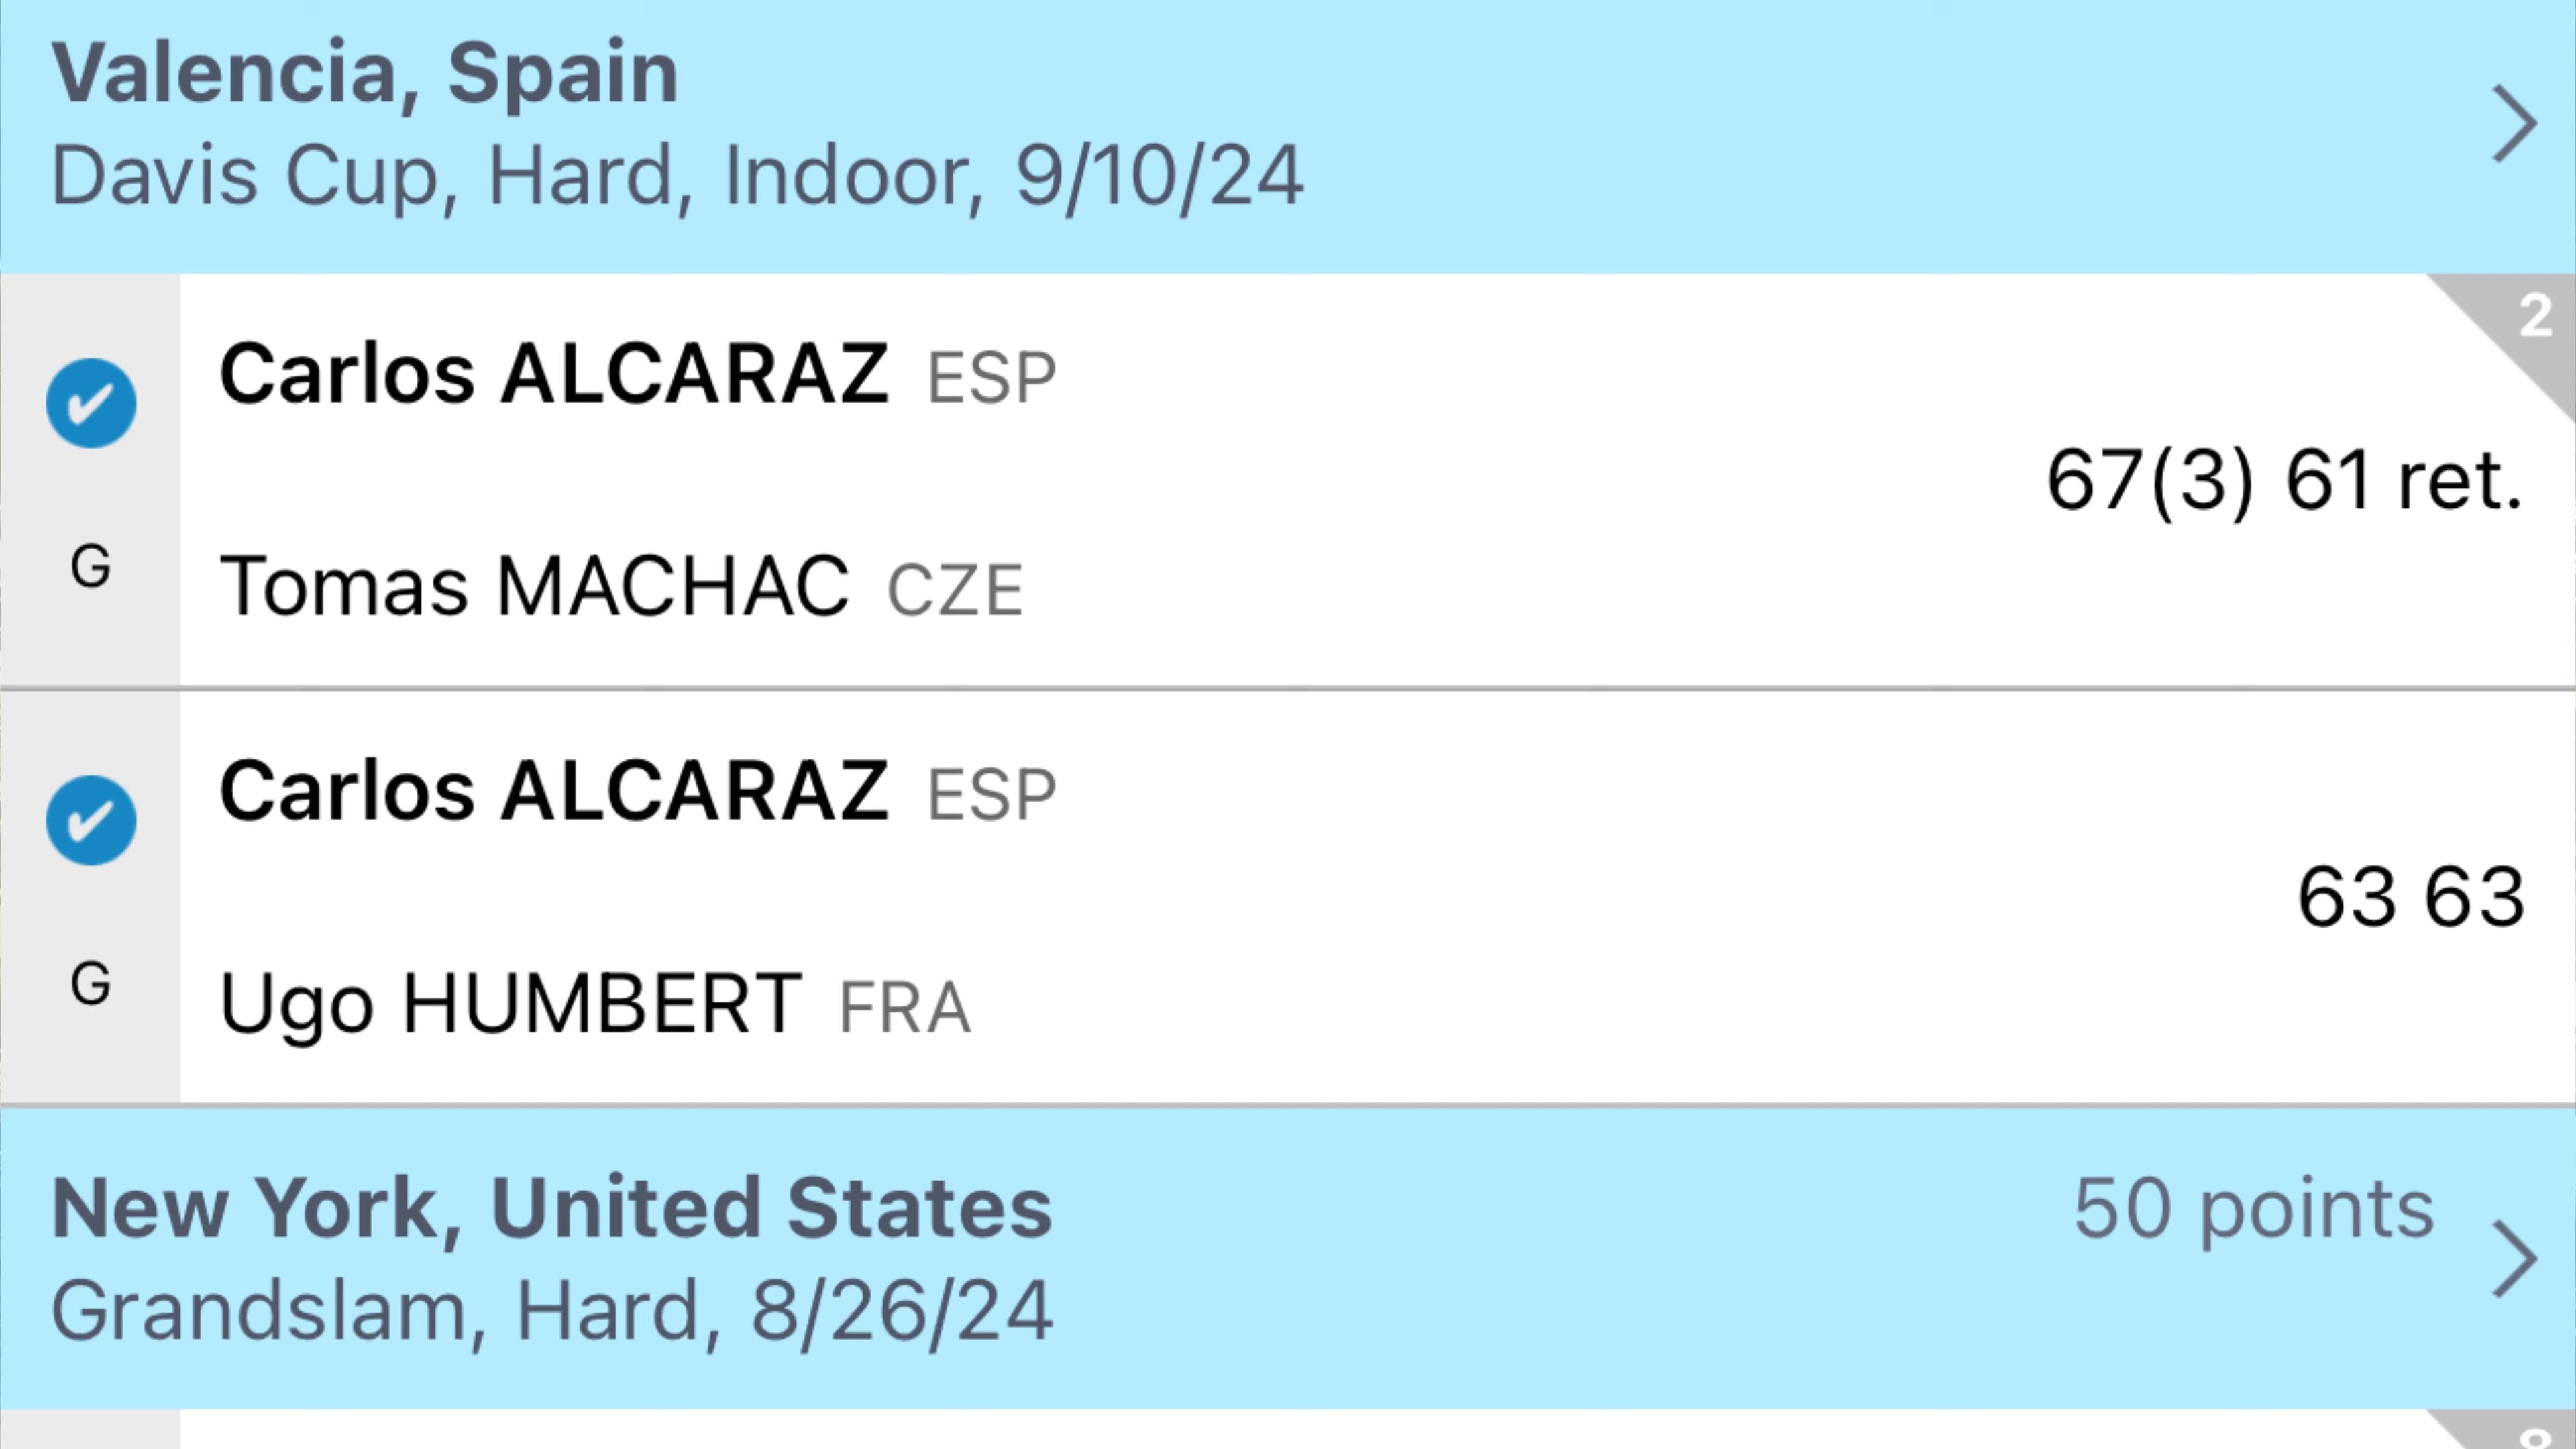 Valencia, Spain
Davis Cup, Hard, Indoor, 9/10/24
2
Carlos ALCARAZ ESP
67(3) 61 ret.
G
Tomas MACHAC CZE
Carlos ALCARAZ ESP
63 63
G
Ugo HUMBERT FRA
New York, United States
50 points
Grandslam, Hard, 8/26/24